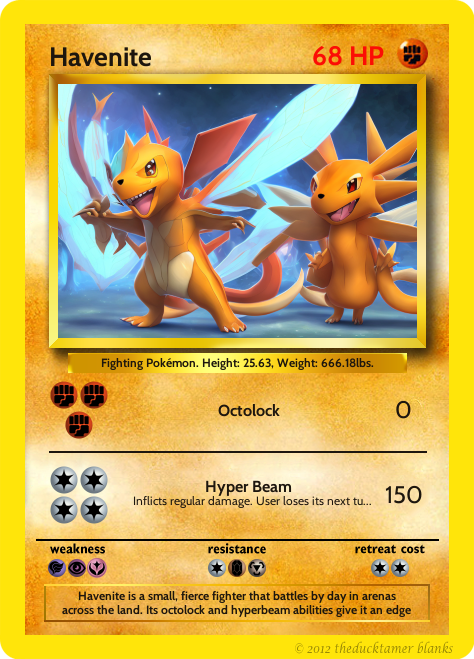 Havenite 68 HP
Fighting Pokémon. Height: 25.63, Weight: 666.18lbs.
Octolock 0
Hyper Beam
Inflicts regular damage. User loses its next tu... 150
weakness resistance retreat cost
Havenite is a small, fierce fighter that battles by day in arenas
across the land. Its octolock and hyperbeam abilities give it an edge
© 2012 theducktamer blanks